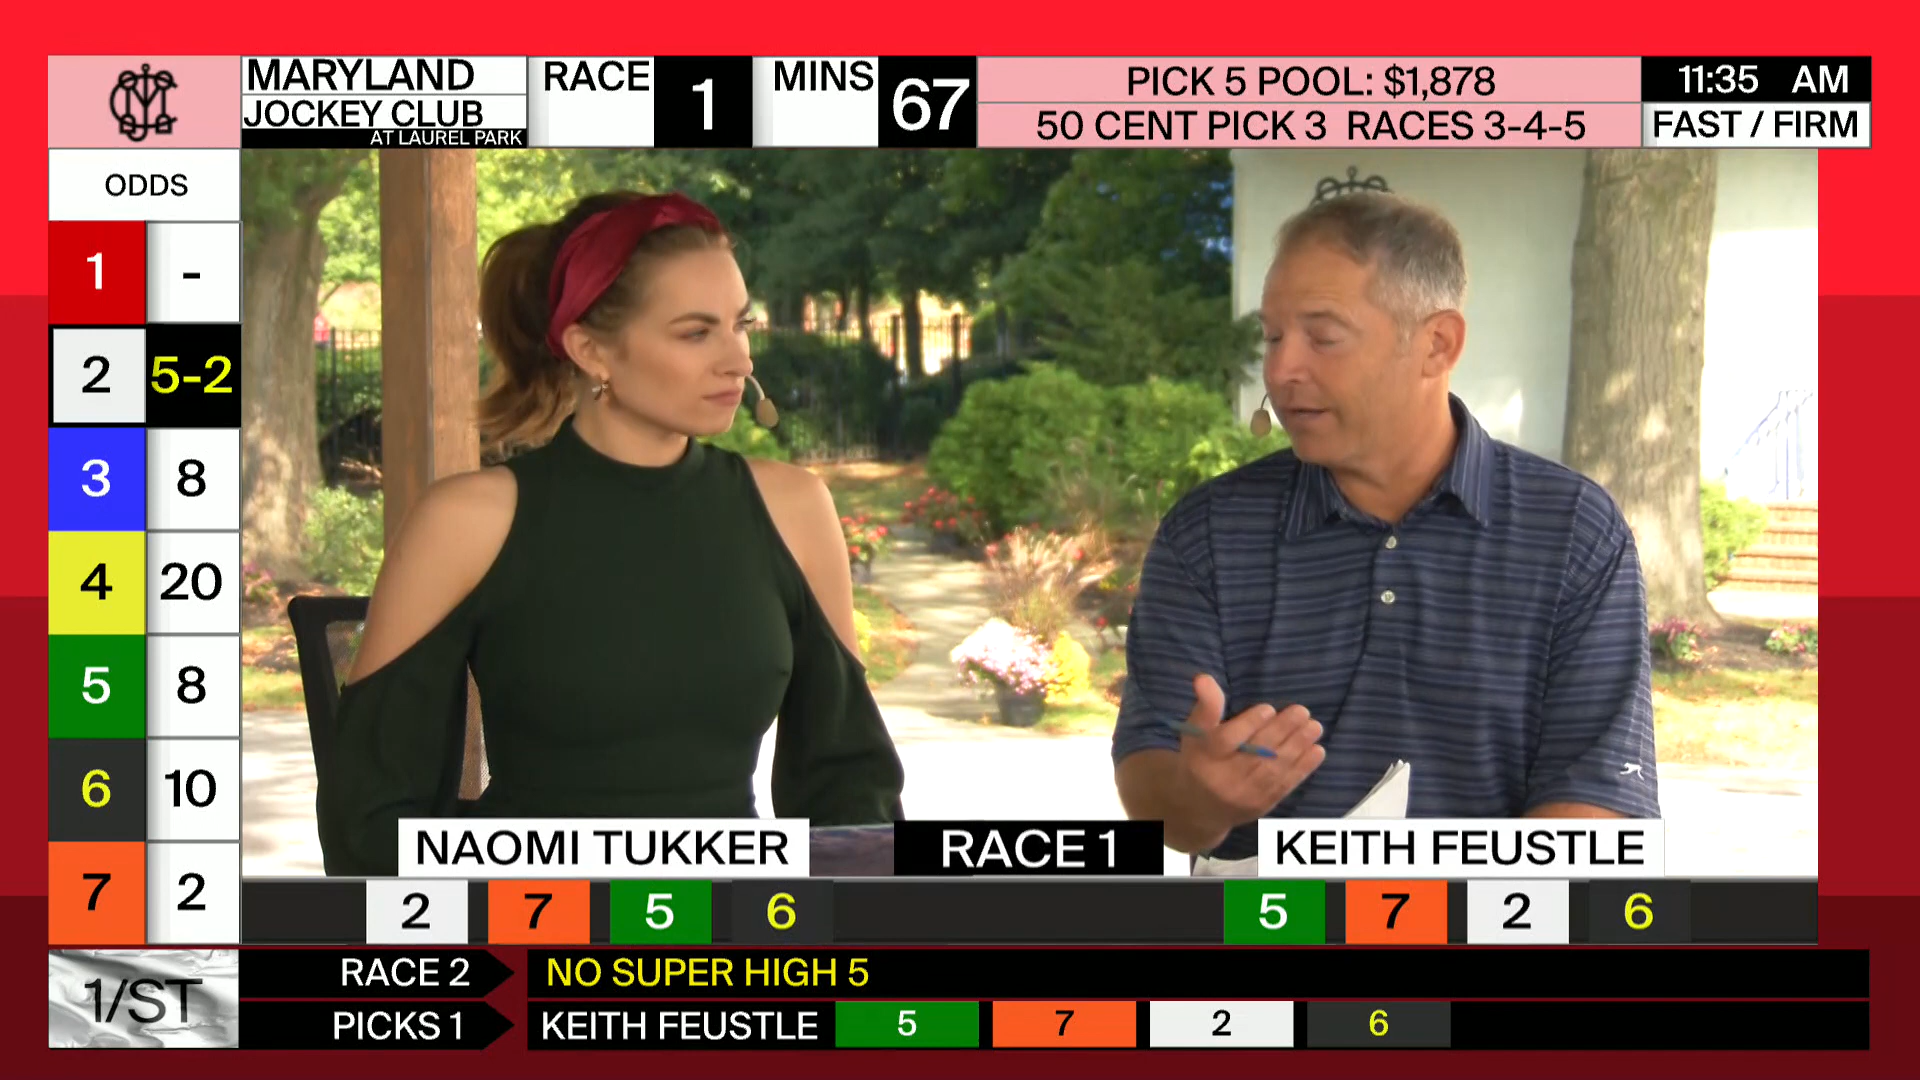 MARYLAND
JOCKEY CLUB
AT LAUREL PARK
RACE 1
MINS 67
PICK 5 POOL: $1,878
50 CENT PICK 3 RACES 3-4-5
11:35 AM
FAST / FIRM
ODDS
1 -
2 5-2
3 8
4 20
5 8
6 10
7 2
NAOMI TUKKER
RACE 1
KEITH FEUSTLE
2 7 5 6
5 7 2 6
1/ST
RACE 2
NO SUPER HIGH 5
PICKS 1
KEITH FEUSTLE 5 7 2 6